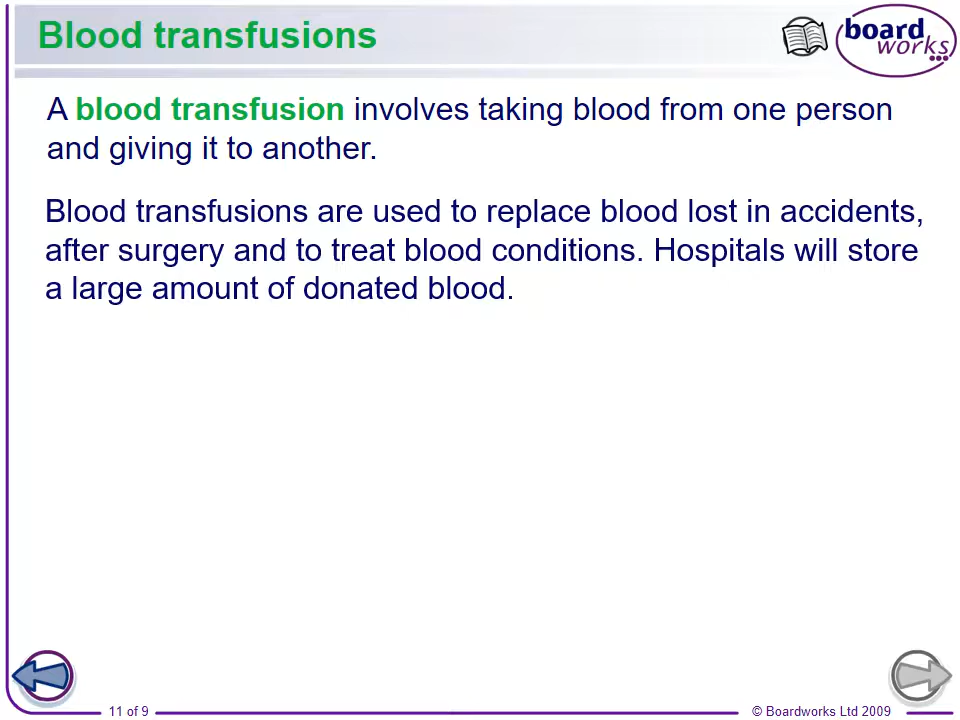 Blood transfusions
board
works
A blood transfusion involves taking blood from one person
and giving it to another.
Blood transfusions are used to replace blood lost in accidents,
after surgery and to treat blood conditions. Hospitals will store
a large amount of donated blood.
11 of 9
© Boardworks Ltd 2009